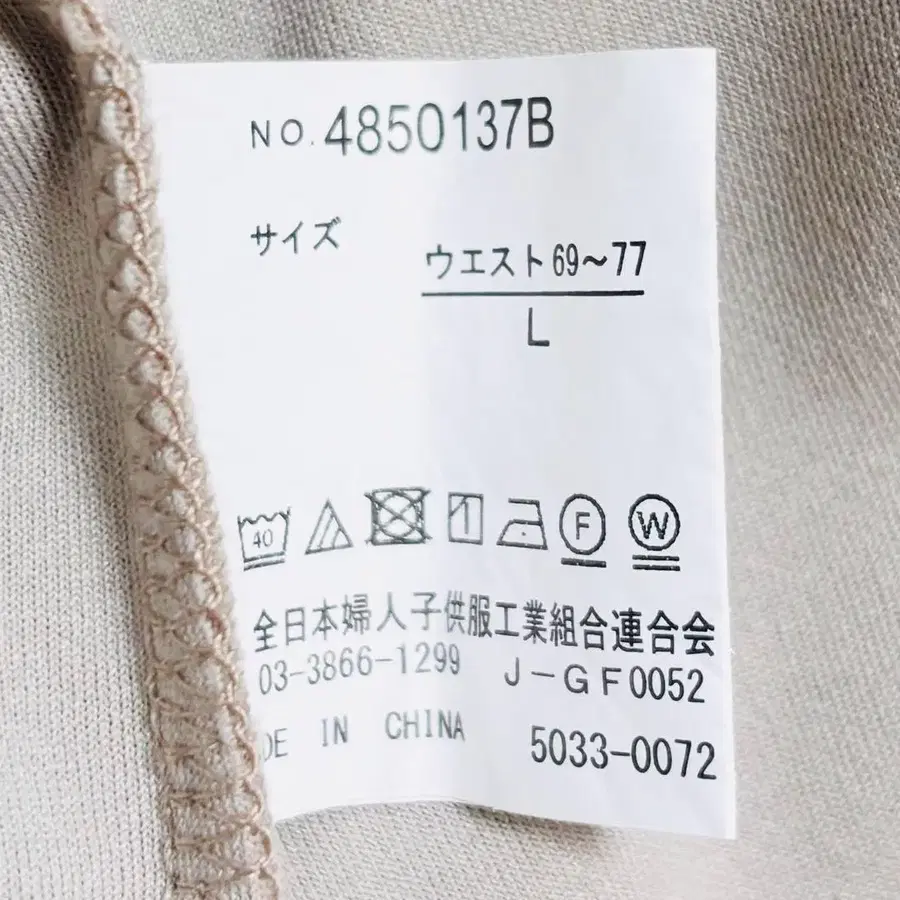 NO. 4850137B
サイズ
ウエスト69〜77
L
40 F W
全日本婦人子供服工業組合連合会
03-3866-1299 J-GF0052
DE IN CHINA 5033-0072